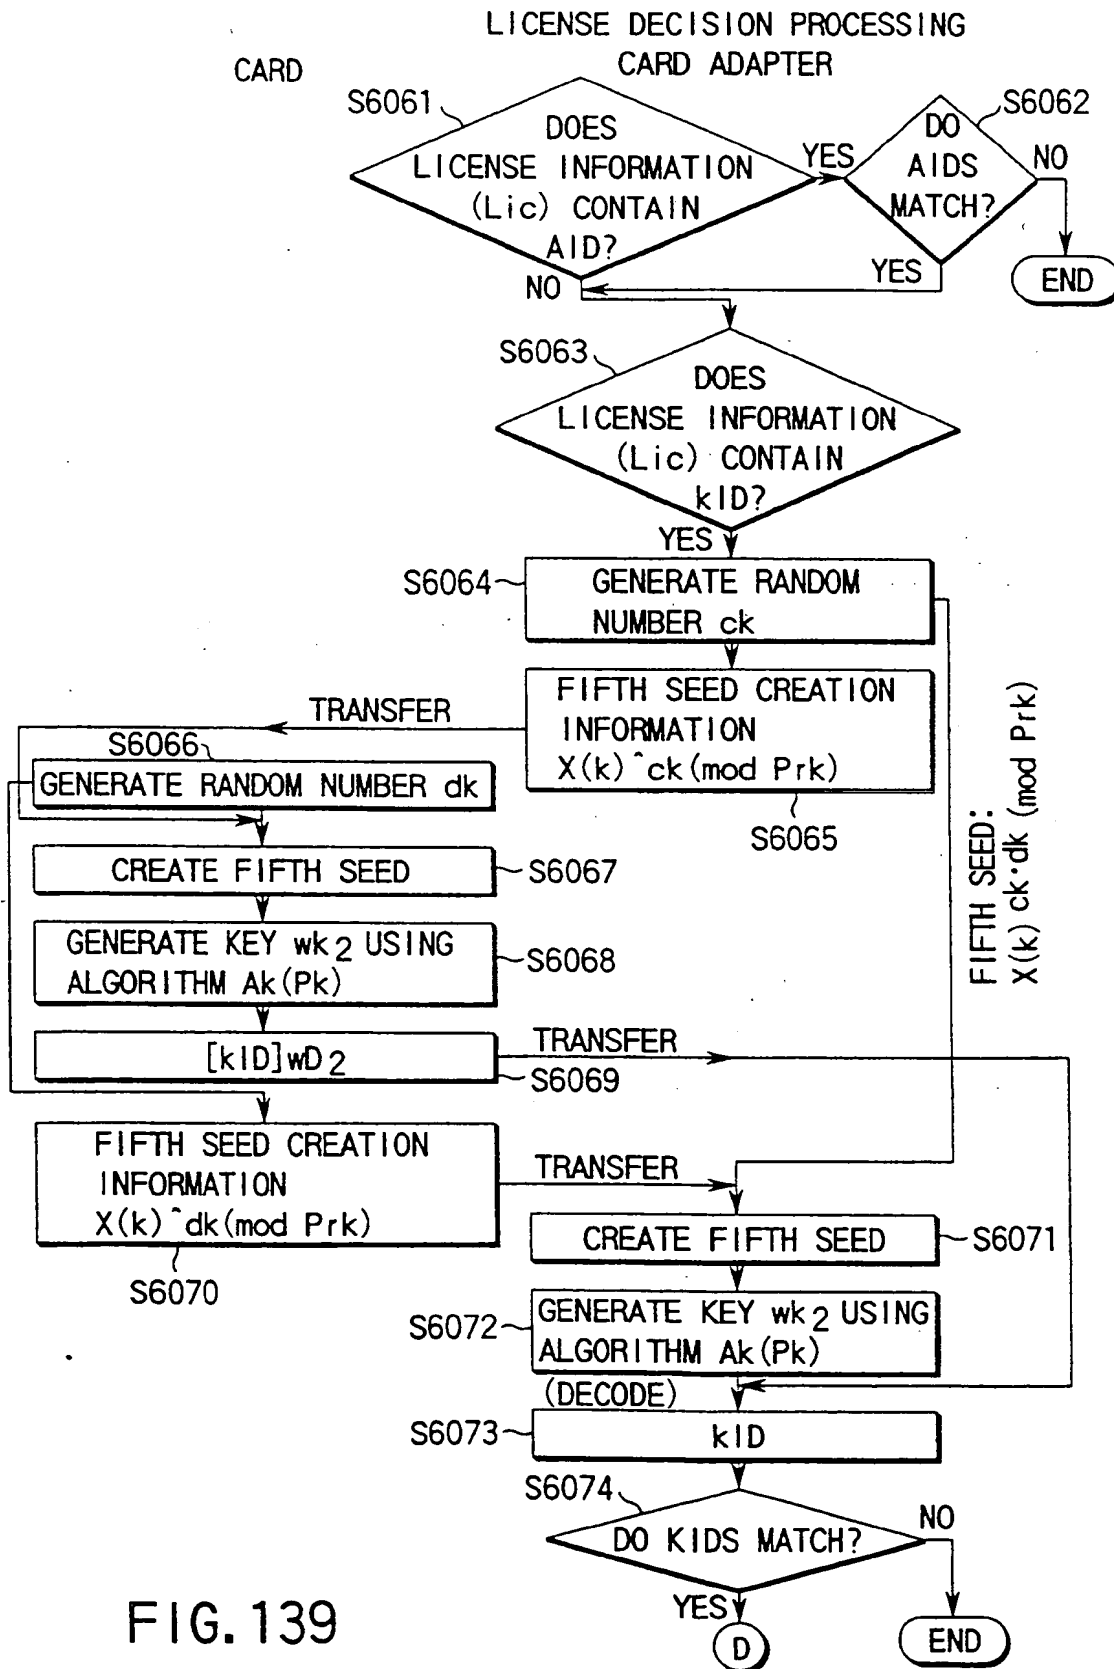 LICENSE DECISION PROCESSING
CARD
CARD ADAPTER
S6061
DOES
LICENSE INFORMATION
(Lic) CONTAIN
AID?
YES
S6062
DO
AIDS
MATCH?
NO
YES
END
NO
S6063
DOES
LICENSE INFORMATION
(Lic) CONTAIN
kID?
YES
S6064
GENERATE RANDOM
NUMBER ck
FIFTH SEED CREATION
INFORMATION
X(k)^ck(mod Prk)
S6065
TRANSFER
S6066
GENERATE RANDOM NUMBER dk
CREATE FIFTH SEED
S6067
GENERATE KEY wk2 USING
ALGORITHM Ak(Pk)
S6068
[kID]wD2
S6069
TRANSFER
FIFTH SEED:
X(k) ck·dk (mod Prk)
FIFTH SEED CREATION
INFORMATION
X(k)^dk(mod Prk)
S6070
TRANSFER
CREATE FIFTH SEED
S6071
S6072
GENERATE KEY wk2 USING
ALGORITHM Ak(Pk)
(DECODE)
S6073
kID
S6074
DO KIDS MATCH?
NO
YES
D
END
FIG. 139